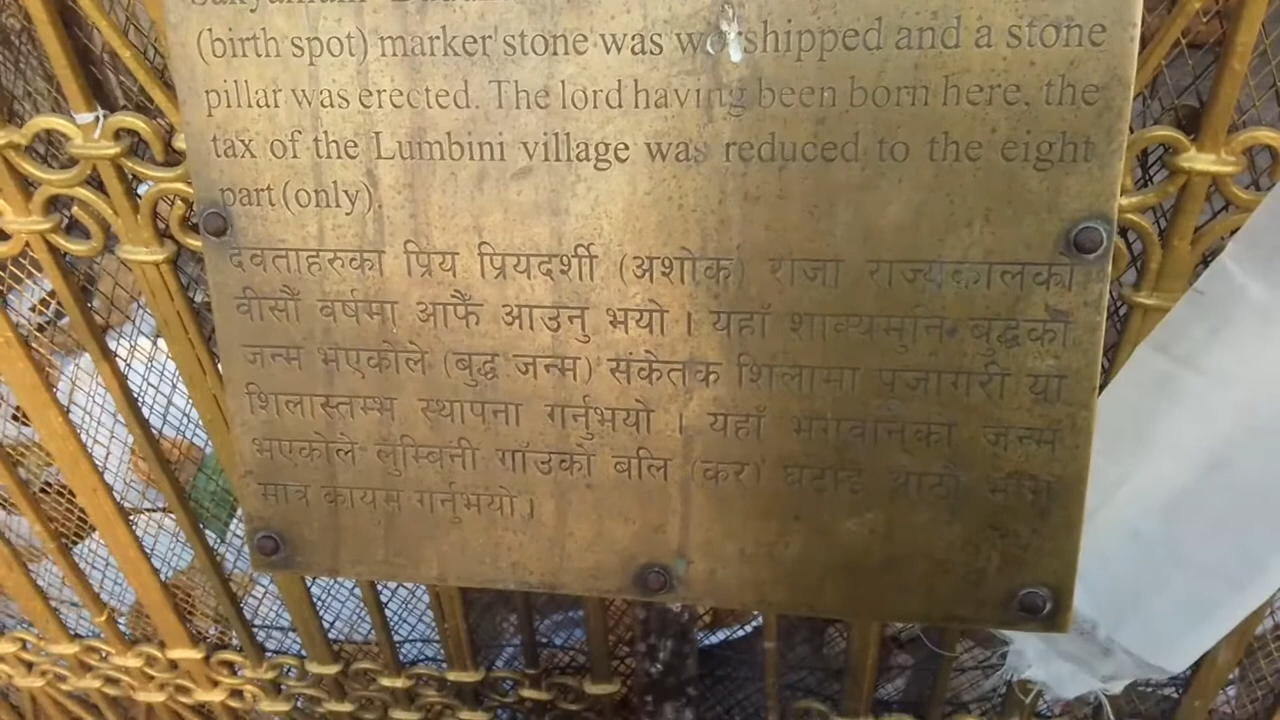 Sakyamuni
(birth spot) marker stone was worshipped and a stone
pillar was erected. The lord having been born here, the
tax of the Lumbini village was reduced to the eight
part (only).
देवताहरुका प्रिय प्रियदर्शी (अशोक) राजा राज्यकालको
वीसौं वर्षमा आफैं आउनु भयो । यहाँ शाक्यमुनि बुद्धको
जन्म भएकोले (बुद्ध जन्म) संकेतक शिलामा पूजागरी या
शिलास्तम्भ स्थापना गर्नुभयो । यहाँ भगवानको जन्म
भएकोले लुम्बिनी गाँउको बलि (कर) घटाई आठौ भाग
मात्र कायम गर्नुभयो।